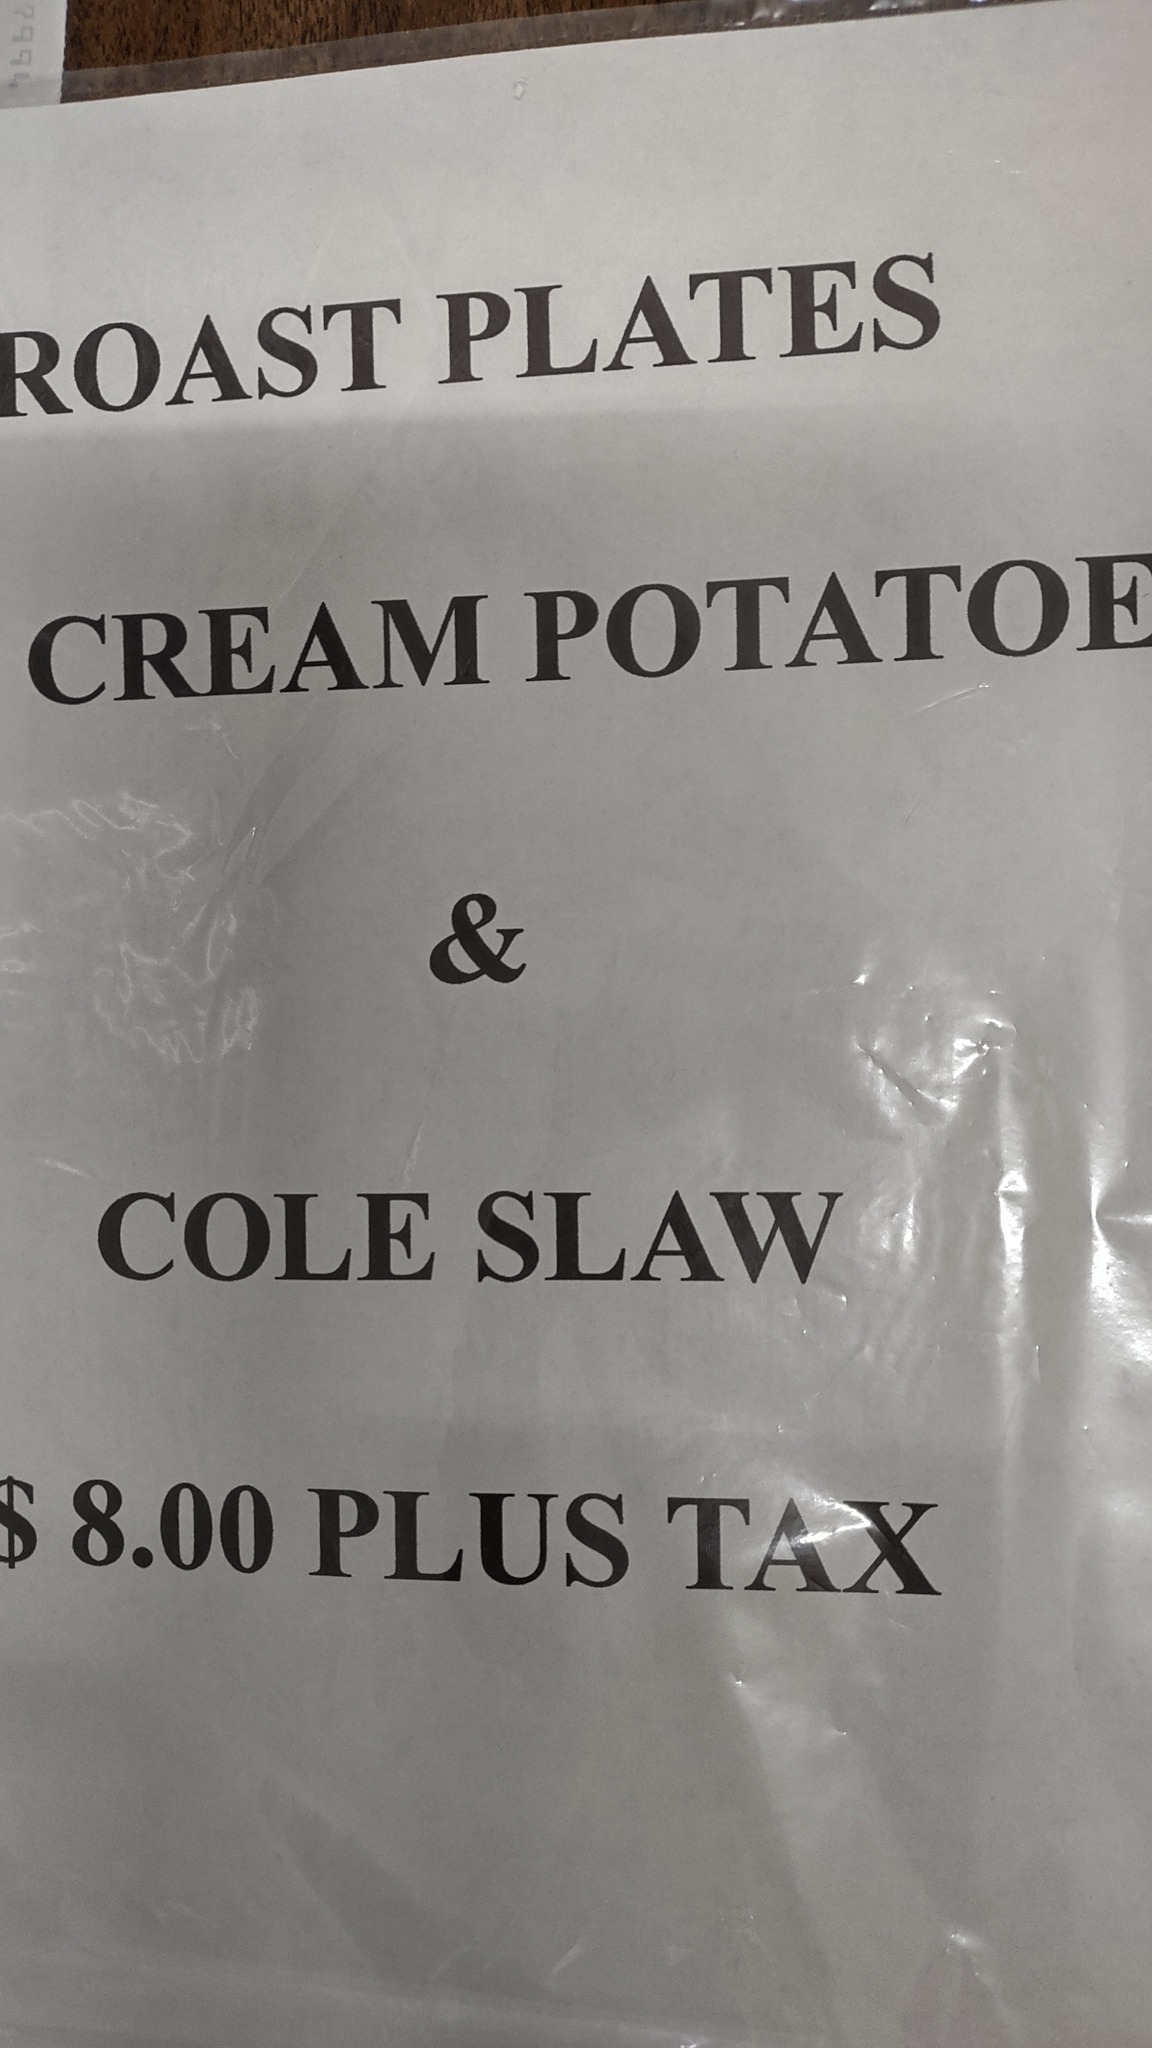 ROAST PLATES
CREAM POTATOE
&
COLE SLAW
$ 8.00 PLUS TAX